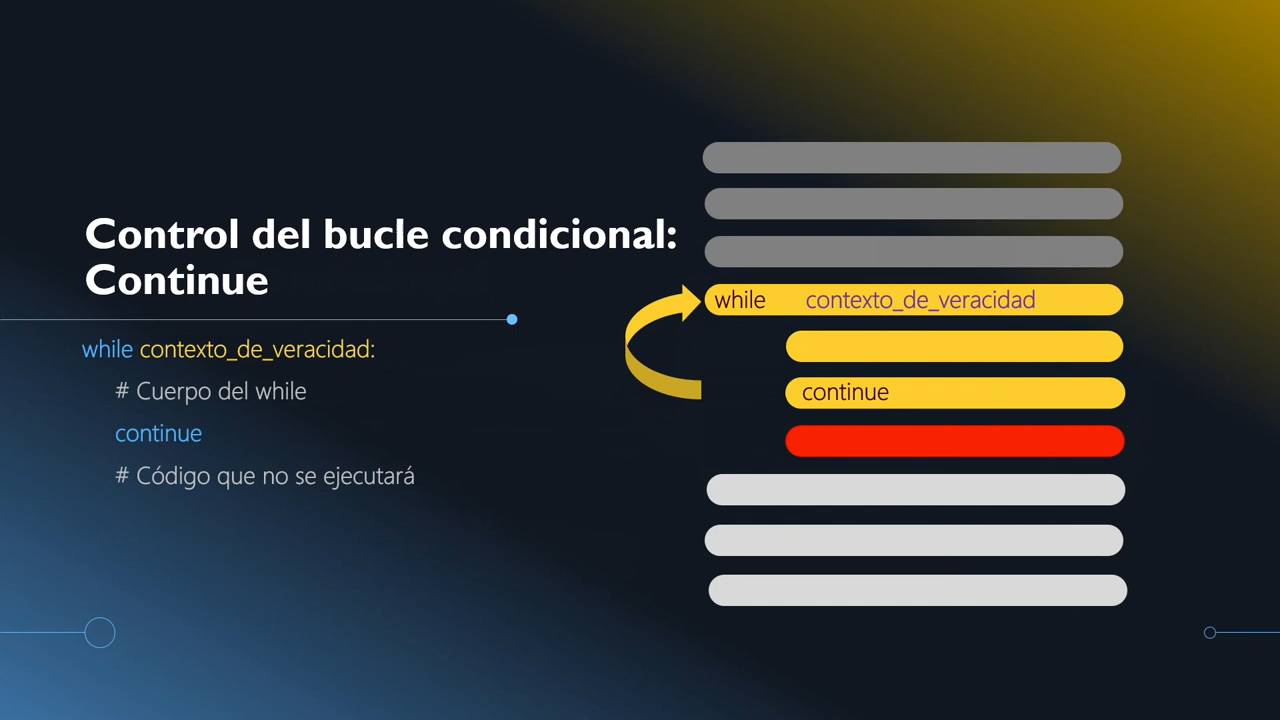 Control del bucle condicional:
Continue
while contexto_de_veracidad:
# Cuerpo del while
continue
# Código que no se ejecutará
while contexto_de_veracidad
continue